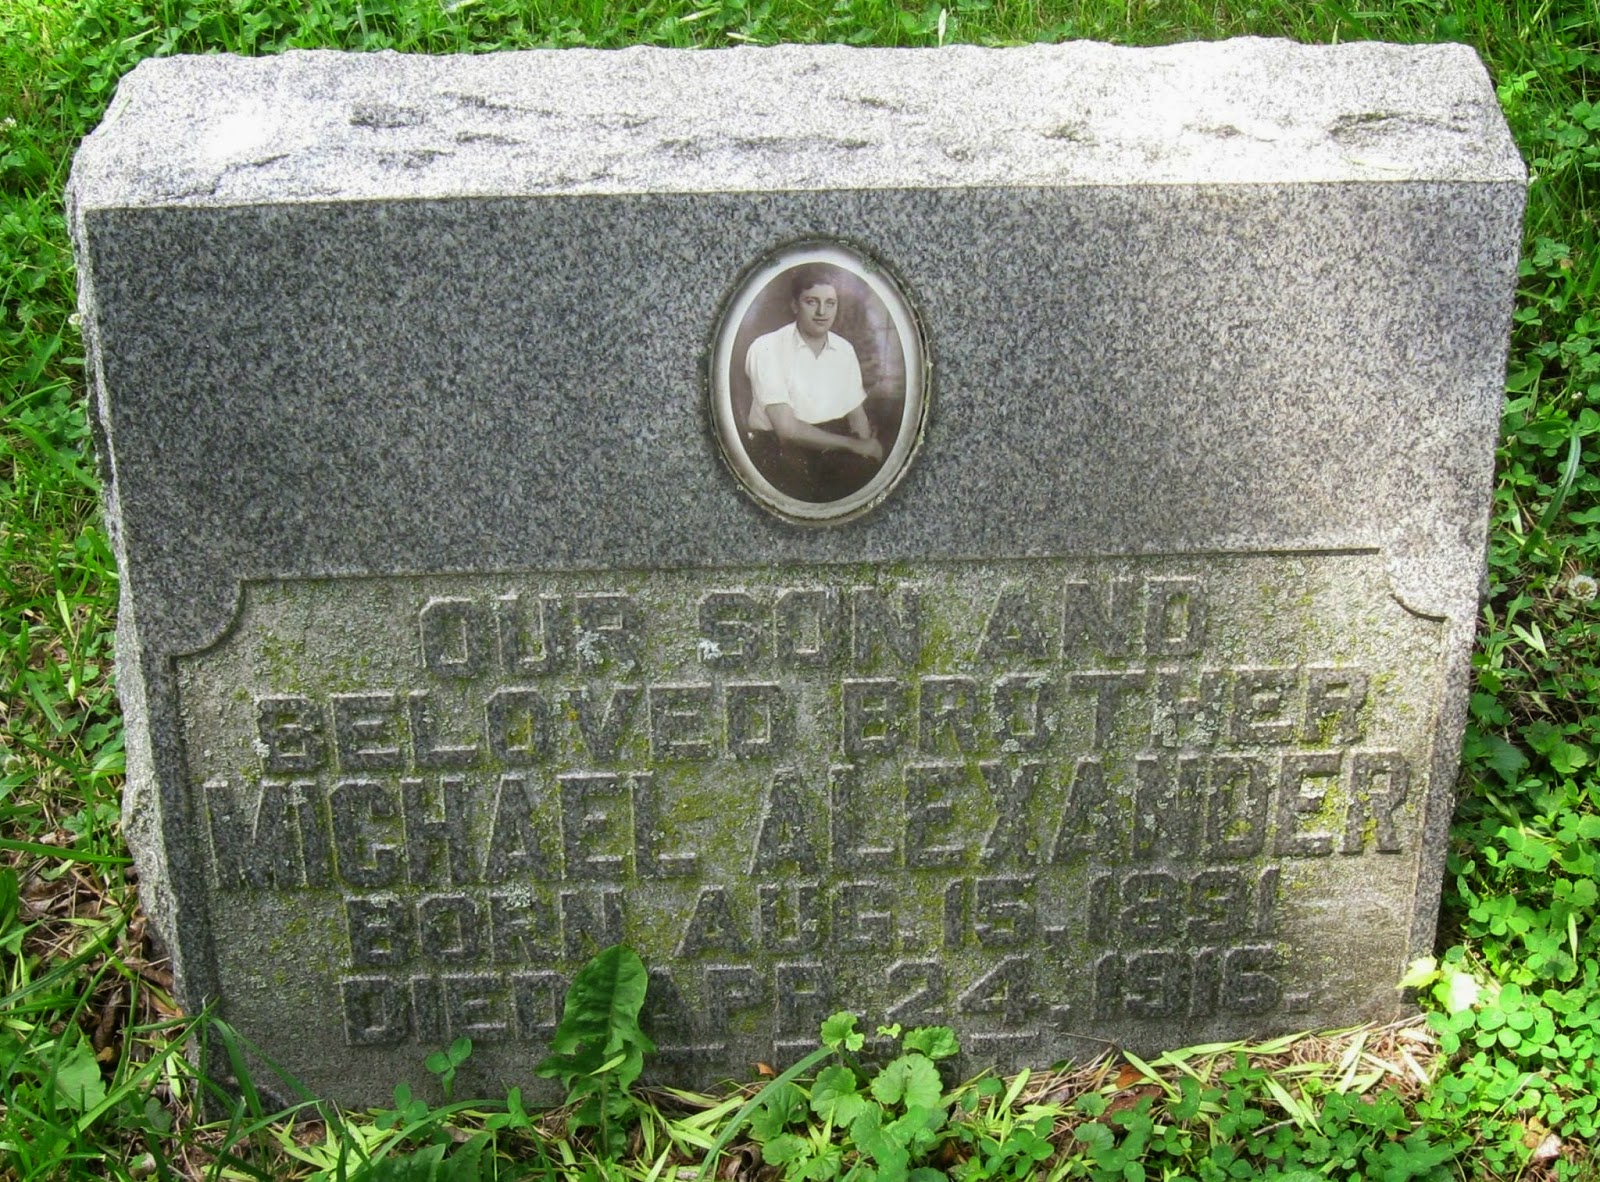 OUR SON AND
BELOVED BROTHER
MICHAEL ALEXANDER
BORN AUG. 15, 1891
DIED APR. 24, 1916.